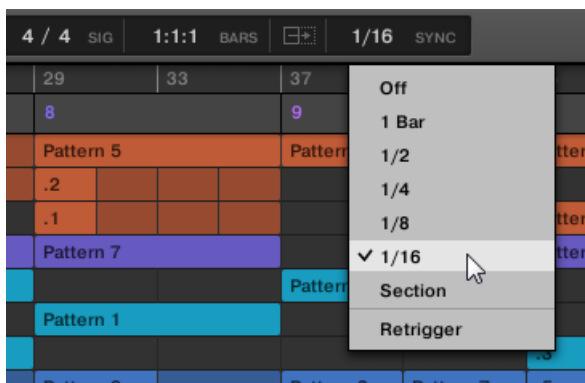 4 / 4 SIG 1:1:1 BARS 1/16 SYNC
29 33 37
8 9
Pattern 5
.2
.1
Pattern 7
Pattern 1
Off
1 Bar
1/2
1/4
1/8
1/16
Section
Retrigger
.3